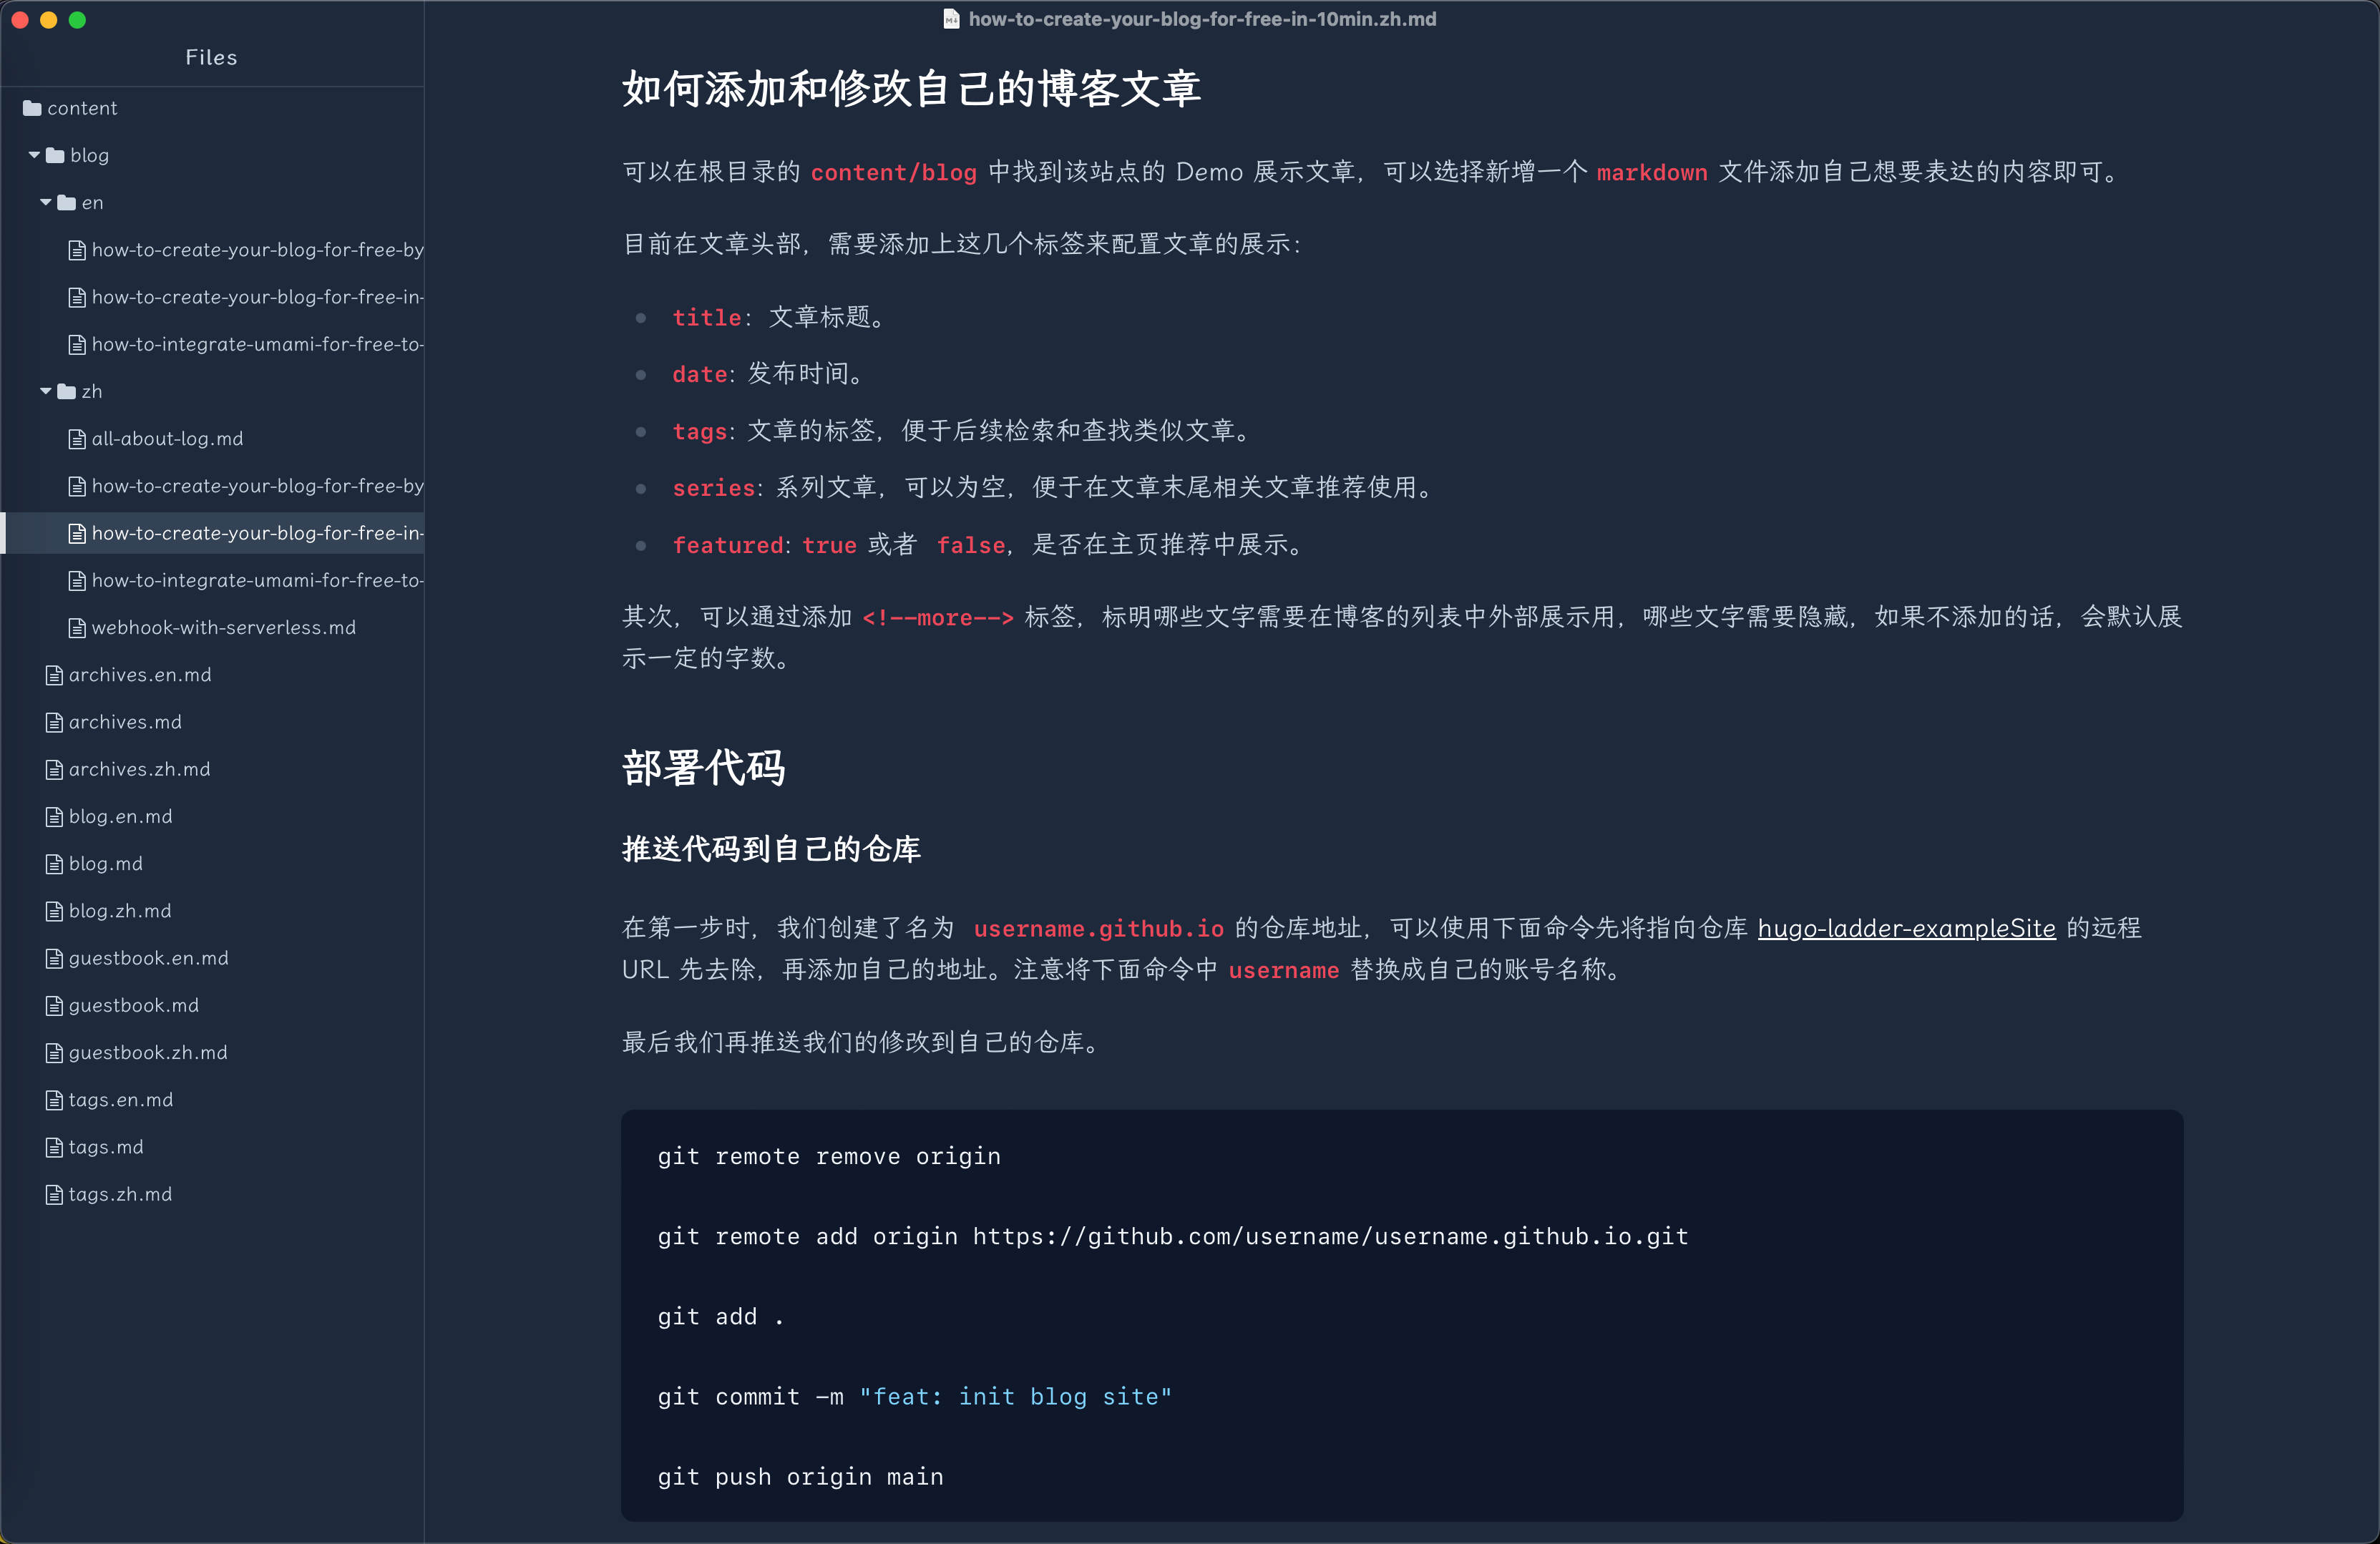 how-to-create-your-blog-for-free-in-10min.zh.md
Files
content
blog
en
how-to-create-your-blog-for-free-by
how-to-create-your-blog-for-free-in-
how-to-integrate-umami-for-free-to-
zh
all-about-log.md
how-to-create-your-blog-for-free-by
how-to-create-your-blog-for-free-in-
how-to-integrate-umami-for-free-to-
webhook-with-serverless.md
archives.en.md
archives.md
archives.zh.md
blog.en.md
blog.md
blog.zh.md
guestbook.en.md
guestbook.md
guestbook.zh.md
tags.en.md
tags.md
tags.zh.md
如何添加和修改自己的博客文章
可以在根目录的 content/blog 中找到该站点的 Demo 展示文章，可以选择新增一个 markdown 文件添加自己想要表达的内容即可。
目前在文章头部，需要添加上这几个标签来配置文章的展示：
title： 文章标题。
date: 发布时间。
tags: 文章的标签，便于后续检索和查找类似文章。
series: 系列文章，可以为空，便于在文章末尾相关文章推荐使用。
featured: true 或者 false，是否在主页推荐中展示。
其次，可以通过添加 <!--more--> 标签，标明哪些文字需要在博客的列表中外部展示用，哪些文字需要隐藏，如果不添加的话，会默认展
示一定的字数。
部署代码
推送代码到自己的仓库
在第一步时，我们创建了名为 username.github.io 的仓库地址，可以使用下面命令先将指向仓库 hugo-ladder-exampleSite 的远程
URL 先去除，再添加自己的地址。注意将下面命令中 username 替换成自己的账号名称。
最后我们再推送我们的修改到自己的仓库。
git remote remove origin
git remote add origin https://github.com/username/username.github.io.git
git add .
git commit -m "feat: init blog site"
git push origin main